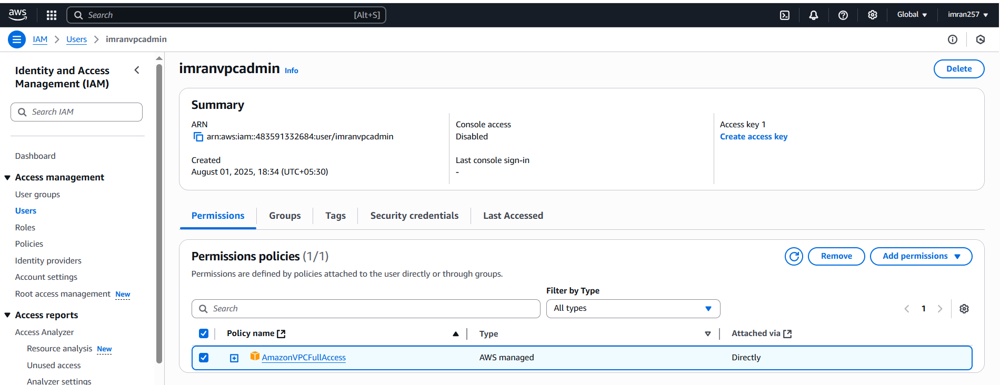 aws
Search [Alt+S] Global imran257
IAM Users imranvpcadmin
Identity and Access
Management (IAM)
Search IAM
Dashboard
Access management
User groups
Users
Roles
Policies
Identity providers
Account settings
Root access management New
Access reports
Access Analyzer
Resource analysis New
Unused access
Analyzer settings
imranvpcadmin Info
Delete
Summary
ARN
arn:aws:iam::483591332684:user/imranvpcadmin
Created
August 01, 2025, 18:34 (UTC+05:30)
Console access
Disabled
Last console sign-in
-
Access key 1
Create access key
Permissions Groups Tags Security credentials Last Accessed
Permissions policies (1/1)
Remove Add permissions
Permissions are defined by policies attached to the user directly or through groups.
Filter by Type
Search All types 1
Policy name Type Attached via
AmazonVPCFullAccess AWS managed Directly